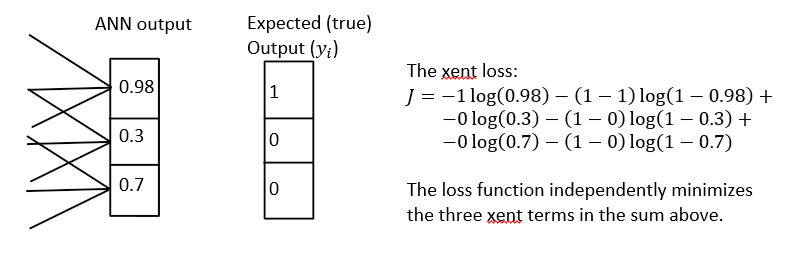 ANN output
Expected (true)
Output (yᵢ)
0.98
0.3
0.7
1
0
0
The xent loss:
J = −1 log(0.98) − (1 − 1) log(1 − 0.98) +
−0 log(0.3) − (1 − 0) log(1 − 0.3) +
−0 log(0.7) − (1 − 0) log(1 − 0.7)
The loss function independently minimizes
the three xent terms in the sum above.